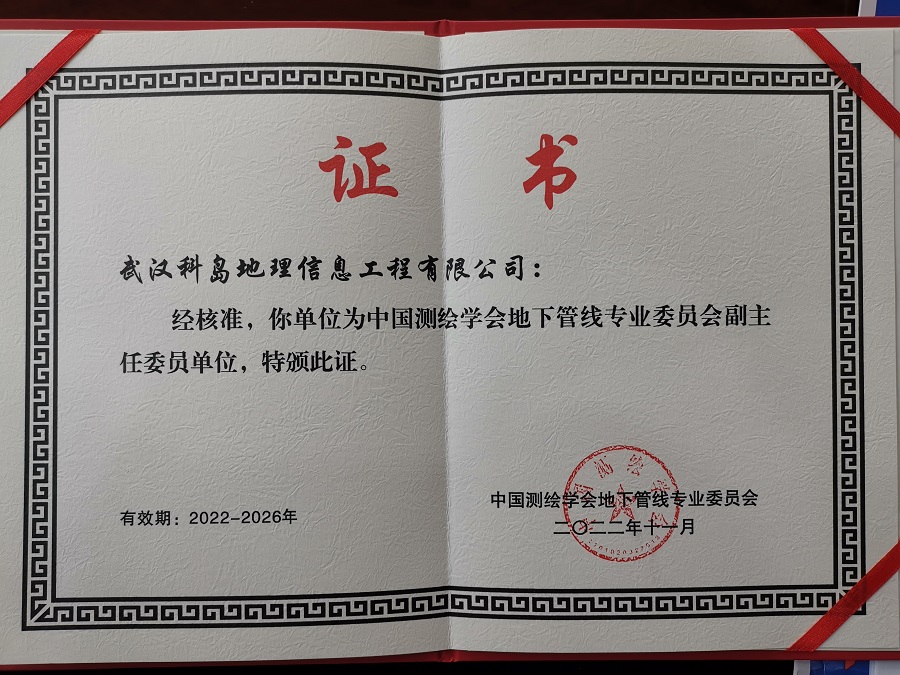 证 书
武汉科岛地理信息工程有限公司：
经核准，你单位为中国测绘学会地下管线专业委员会副主
任委员单位，特颁此证。
有效期：2022-2026年
中国测绘学会地下管线专业委员会
二〇二二年十一月